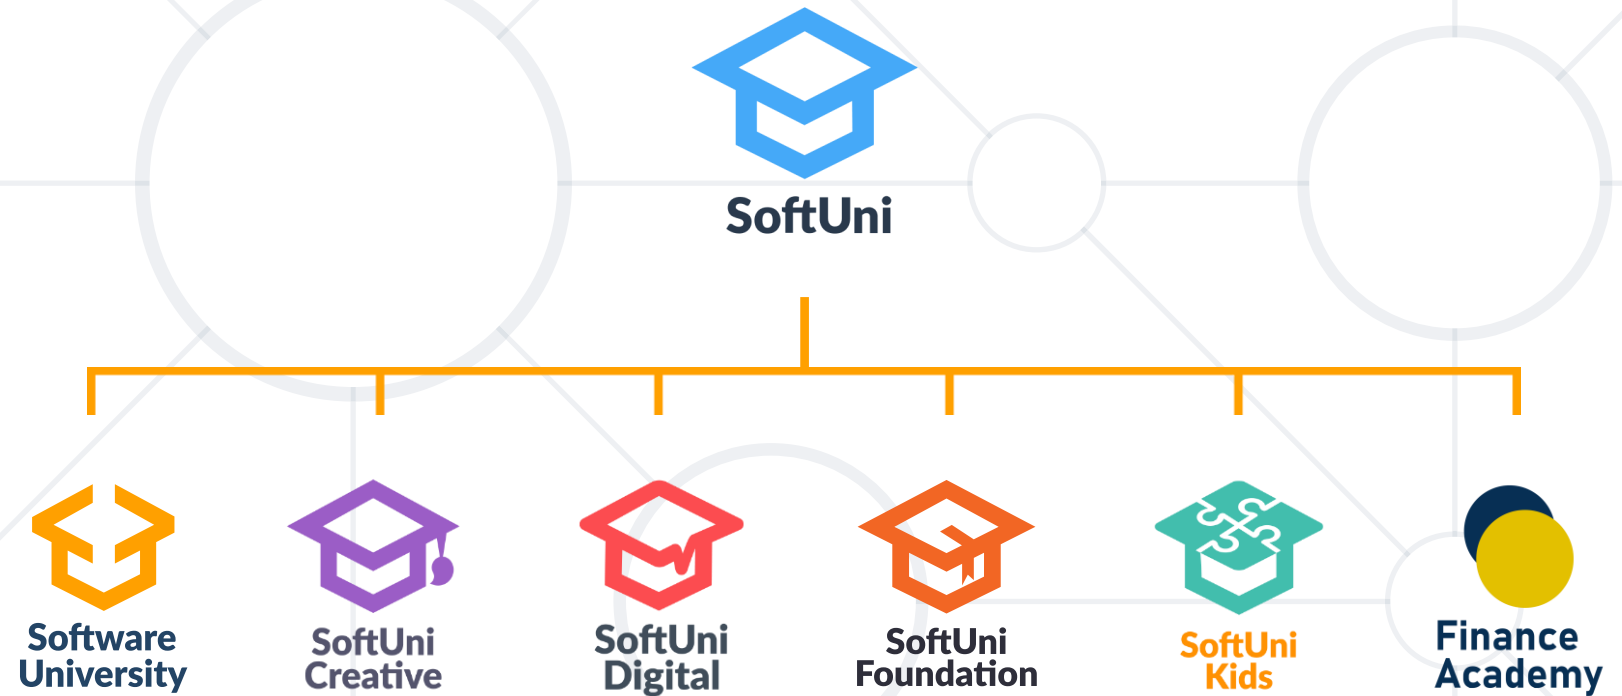 SoftUni
Software
University
SoftUni
Creative
SoftUni
Digital
SoftUni
Foundation
SoftUni
Kids
Finance
Academy